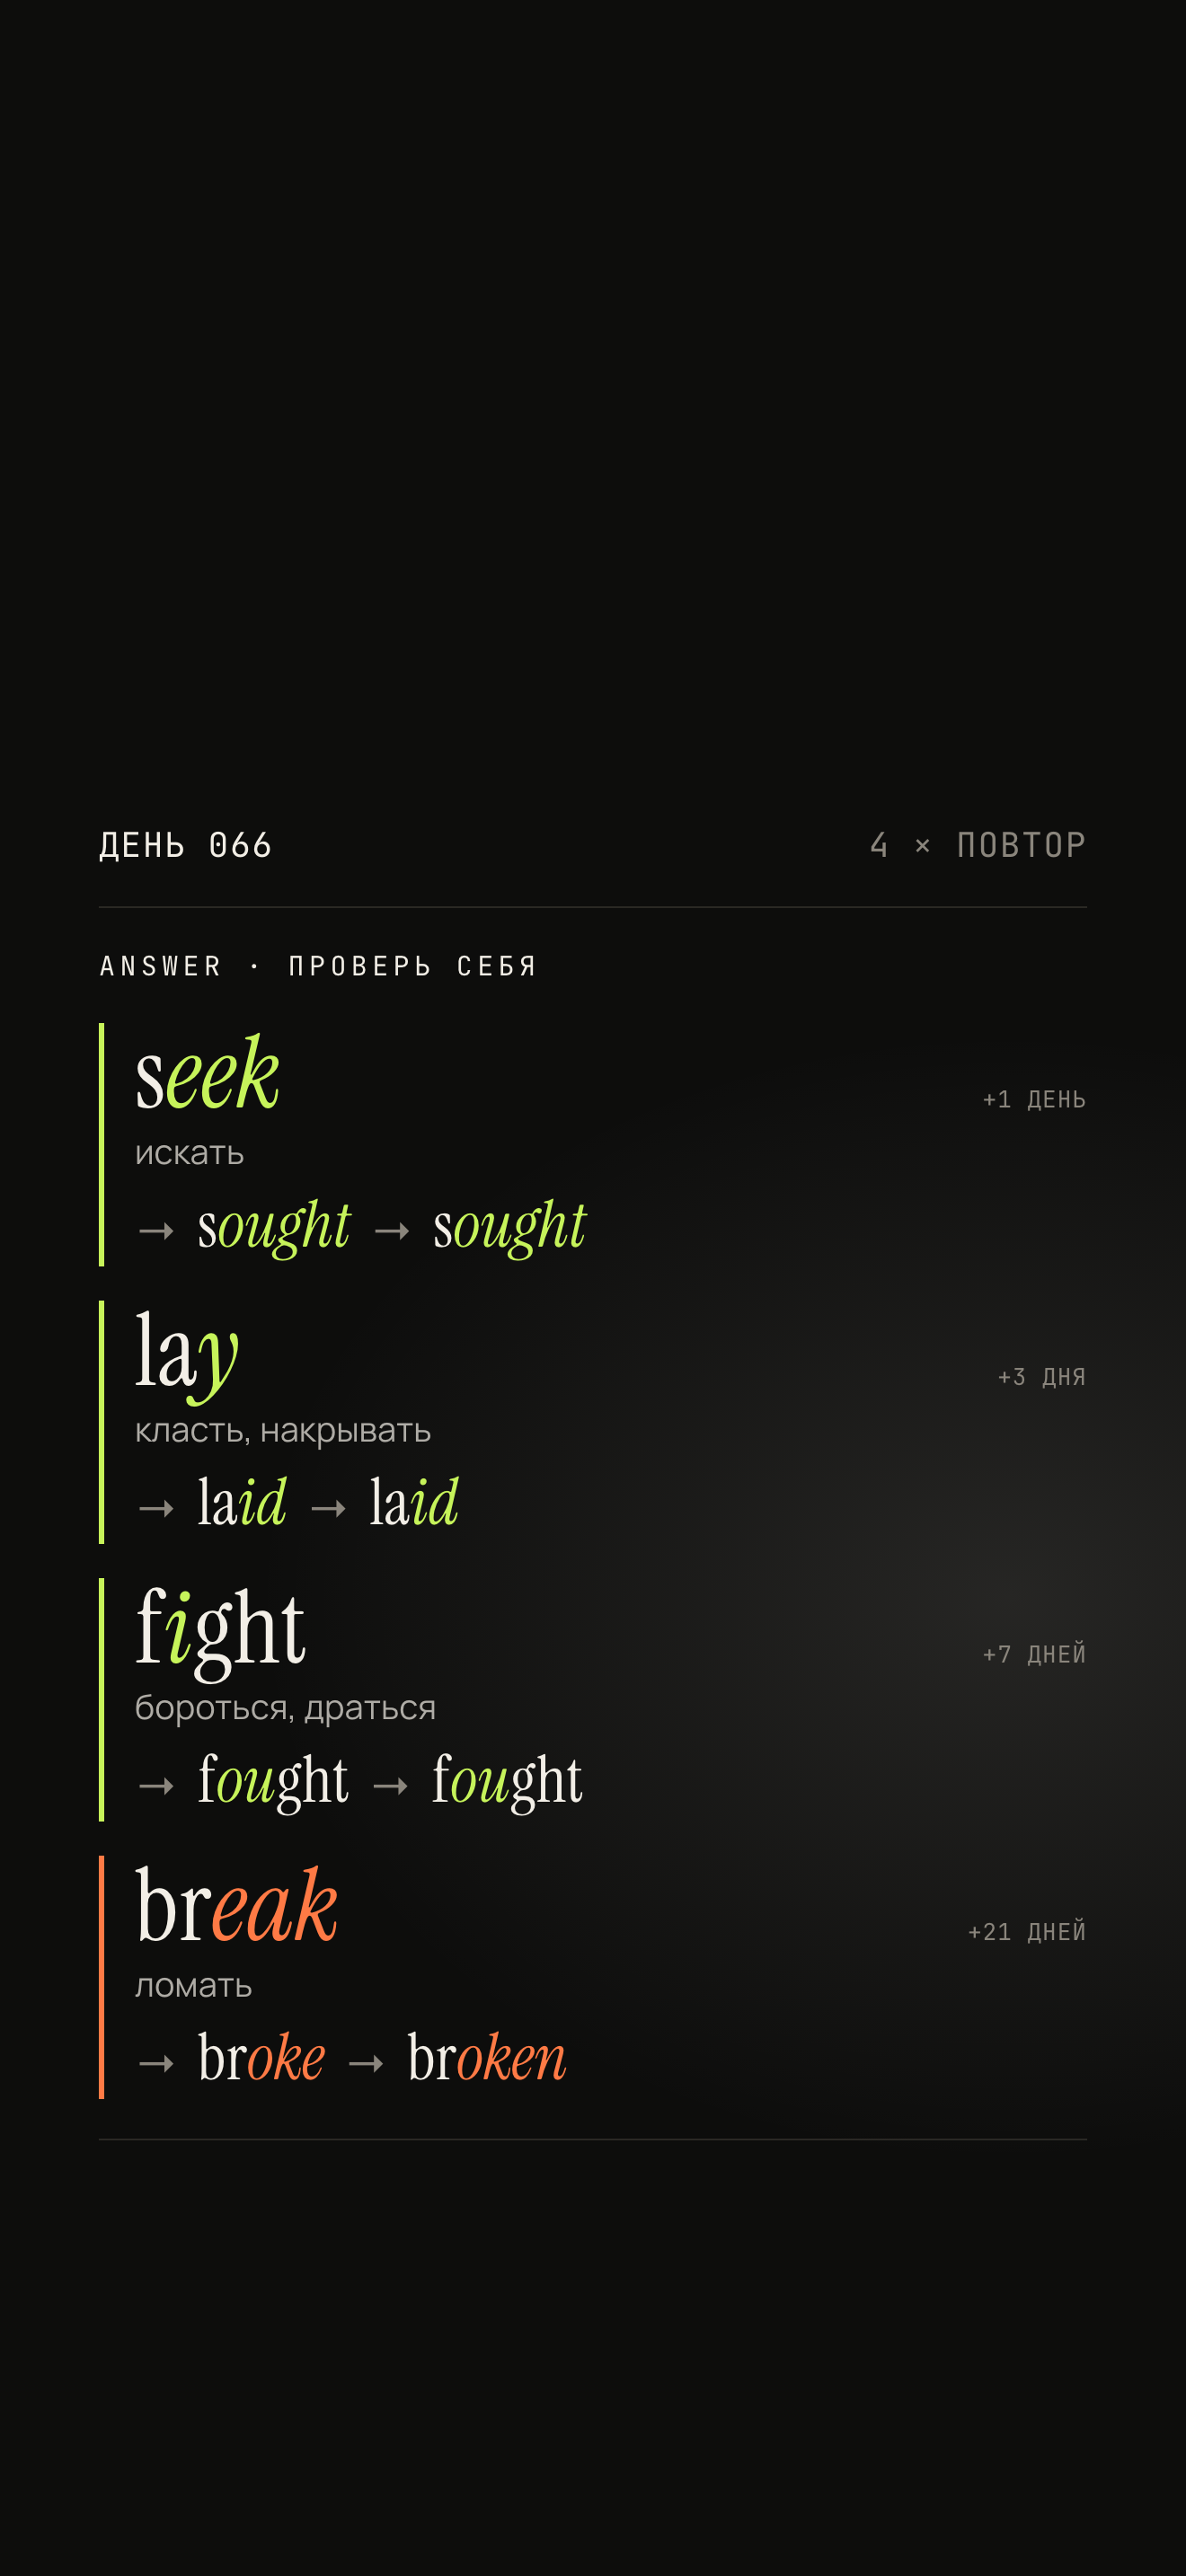 ДЕНЬ 066 4 × ПОВТОР
ANSWER · ПРОВЕРЬ СЕБЯ
seek +1 ДЕНЬ
искать
→ sought → sought
lay +3 ДНЯ
класть, накрывать
→ laid → laid
fight +7 ДНЕЙ
бороться, драться
→ fought → fought
break +21 ДНЕЙ
ломать
→ broke → broken